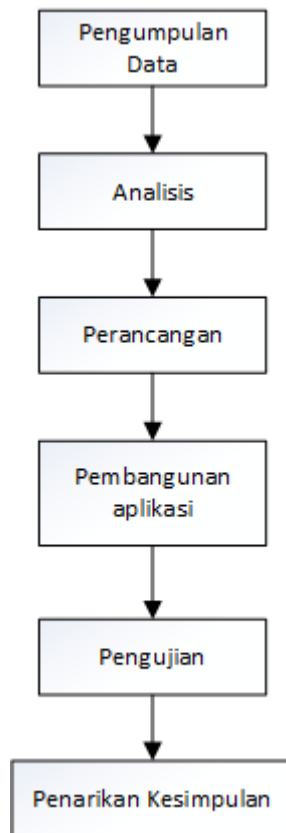 Pengumpulan
Data
Analisis
Perancangan
Pembangunan
aplikasi
Pengujian
Penarikan Kesimpulan